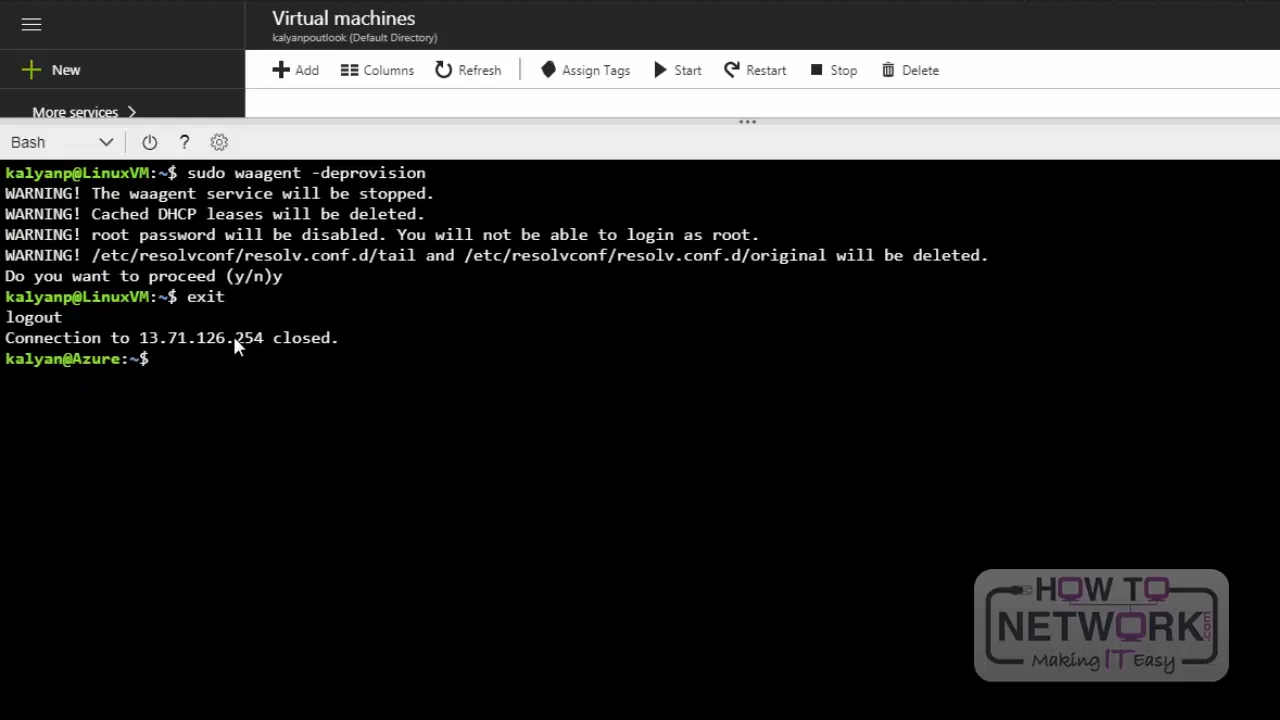 Virtual machines
kalyanpoutlook (Default Directory)
New
Add Columns Refresh Assign Tags Start Restart Stop Delete
More services
Bash ?
kalyanp@LinuxVM:~$ sudo waagent -deprovision
WARNING! The waagent service will be stopped.
WARNING! Cached DHCP leases will be deleted.
WARNING! root password will be disabled. You will not be able to login as root.
WARNING! /etc/resolvconf/resolv.conf.d/tail and /etc/resolvconf/resolv.conf.d/original will be deleted.
Do you want to proceed (y/n)y
kalyanp@LinuxVM:~$ exit
logout
Connection to 13.71.126.254 closed.
kalyan@Azure:~$
HOW TO
NETWORK.com
Making IT Easy